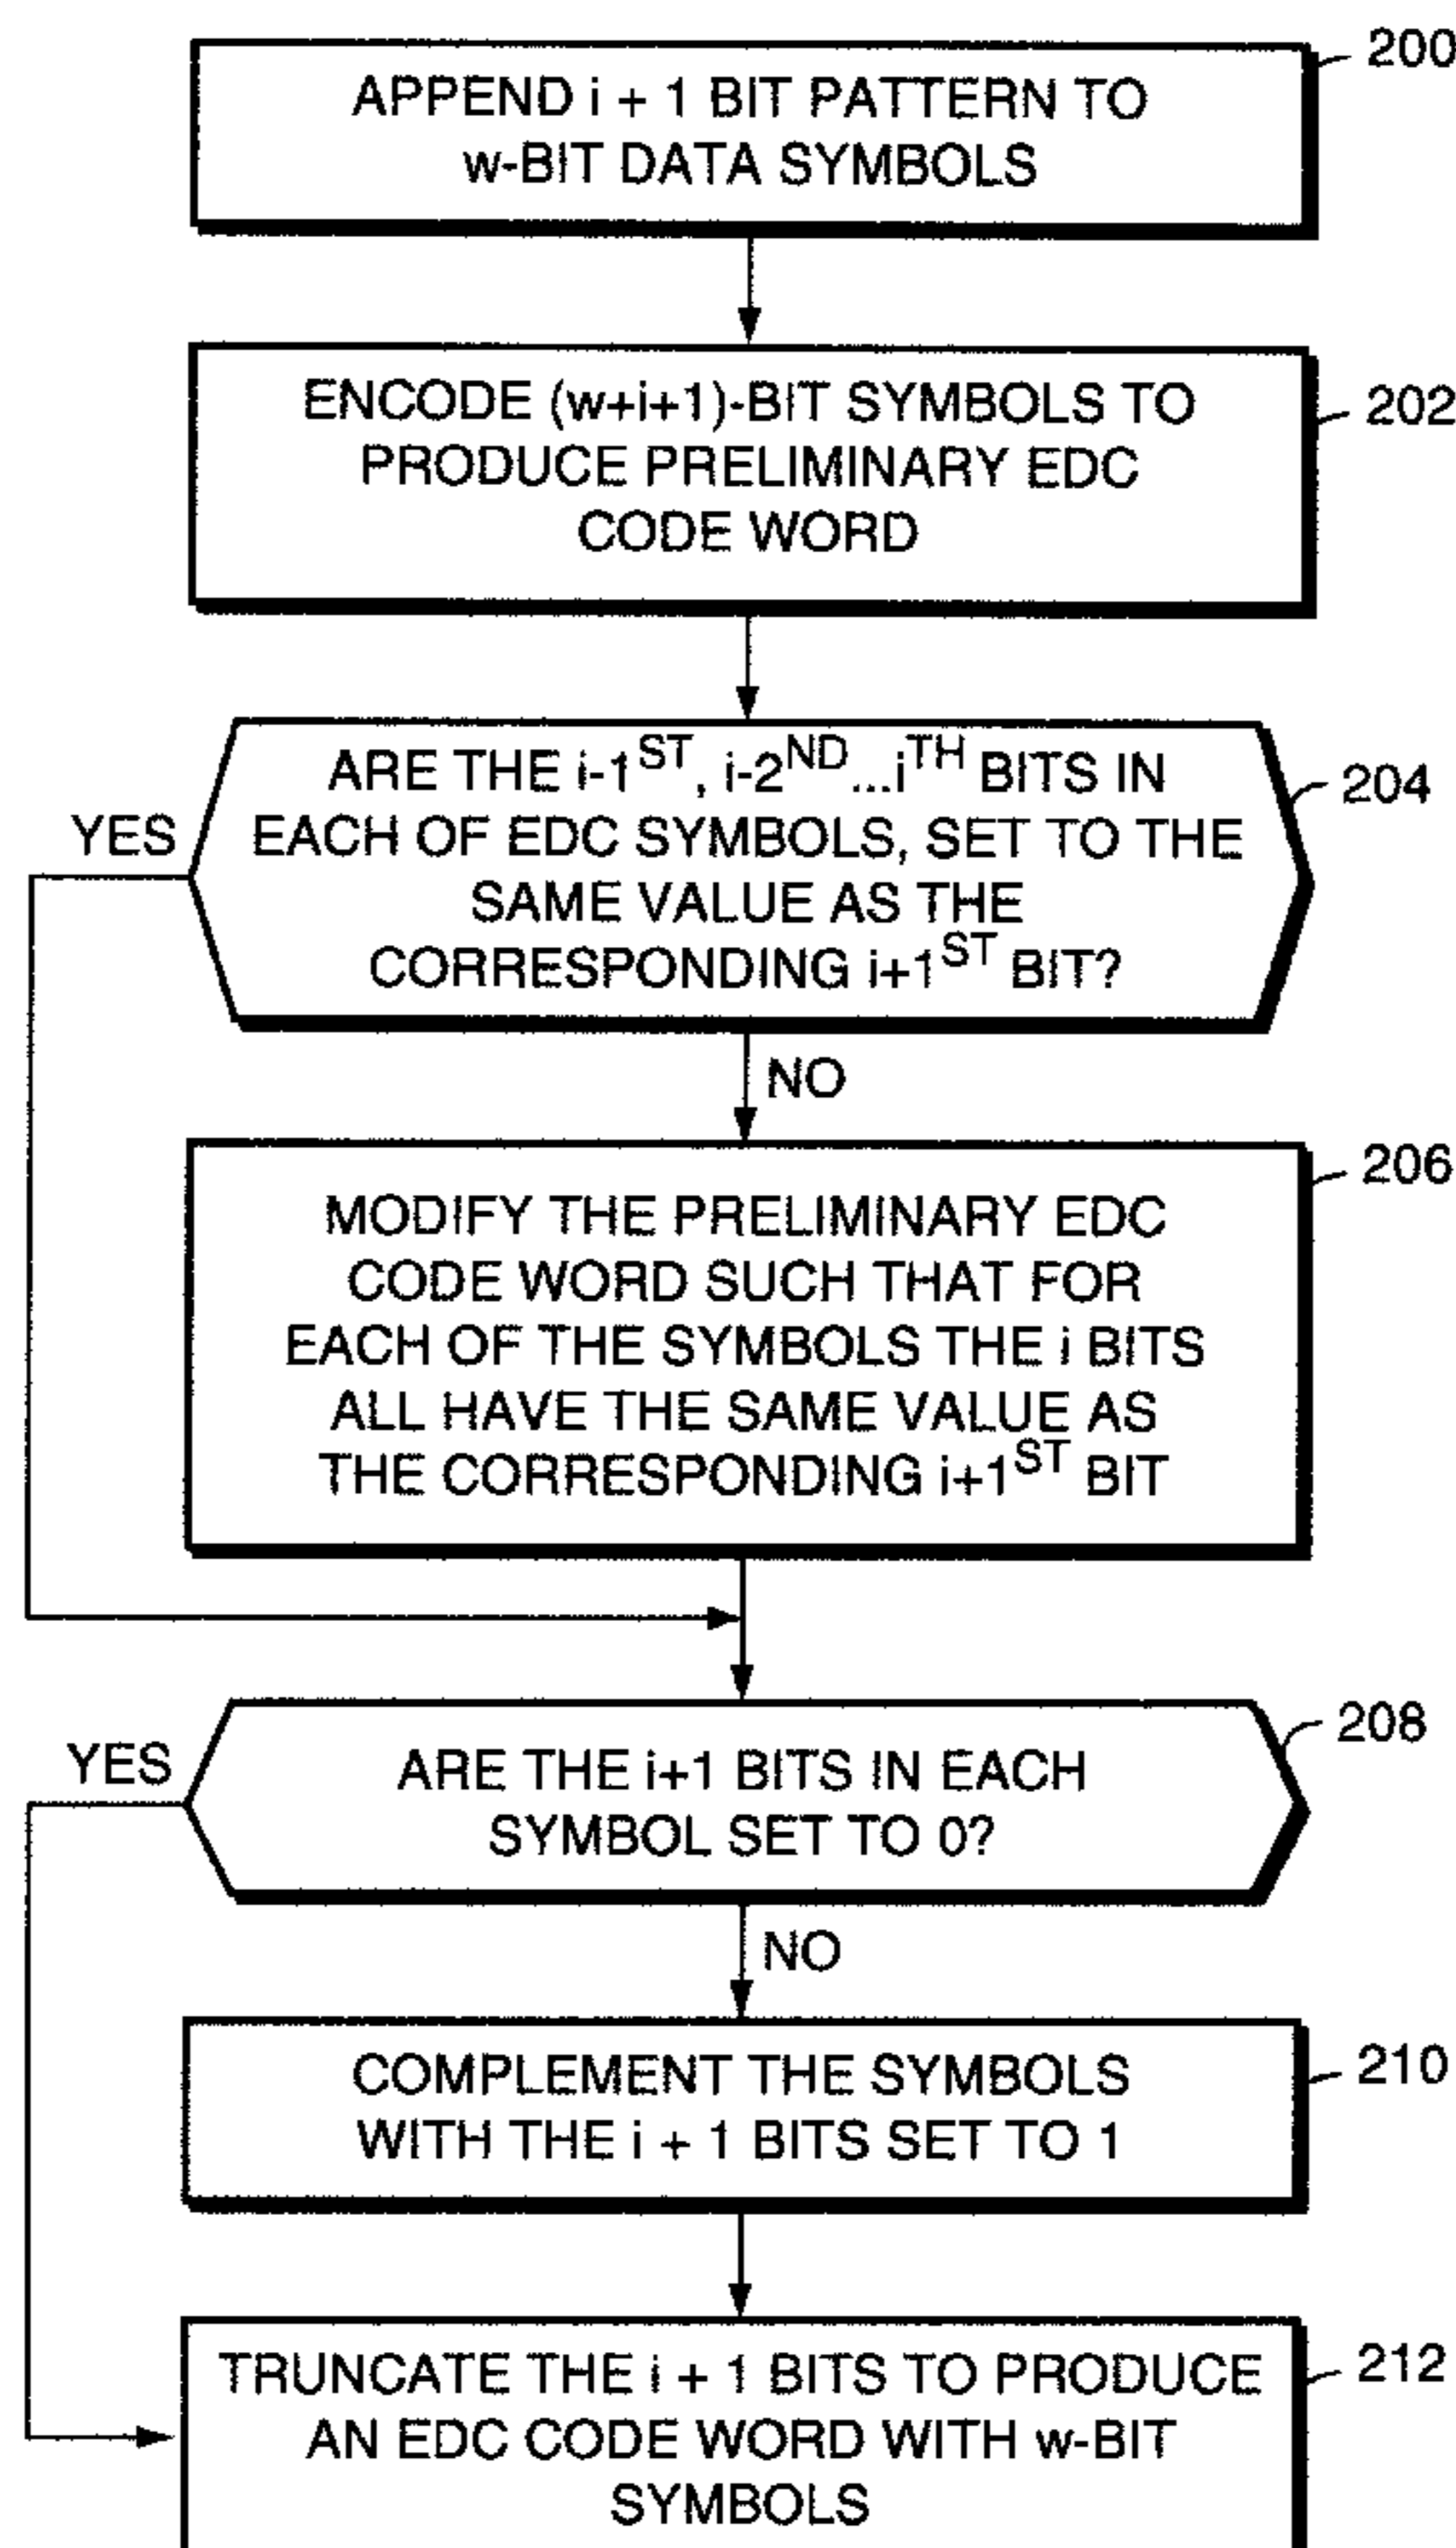 200
APPEND i + 1 BIT PATTERN TO
w-BIT DATA SYMBOLS
202
ENCODE (w+i+1)-BIT SYMBOLS TO
PRODUCE PRELIMINARY EDC
CODE WORD
204
ARE THE i-1ST, i-2ND...iTH BITS IN
YES
EACH OF EDC SYMBOLS, SET TO THE
SAME VALUE AS THE
CORRESPONDING i+1ST BIT?
NO
206
MODIFY THE PRELIMINARY EDC
CODE WORD SUCH THAT FOR
EACH OF THE SYMBOLS THE i BITS
ALL HAVE THE SAME VALUE AS
THE CORRESPONDING i+1ST BIT
208
YES
ARE THE i+1 BITS IN EACH
SYMBOL SET TO 0?
NO
210
COMPLEMENT THE SYMBOLS
WITH THE i + 1 BITS SET TO 1
212
TRUNCATE THE i + 1 BITS TO PRODUCE
AN EDC CODE WORD WITH w-BIT
SYMBOLS